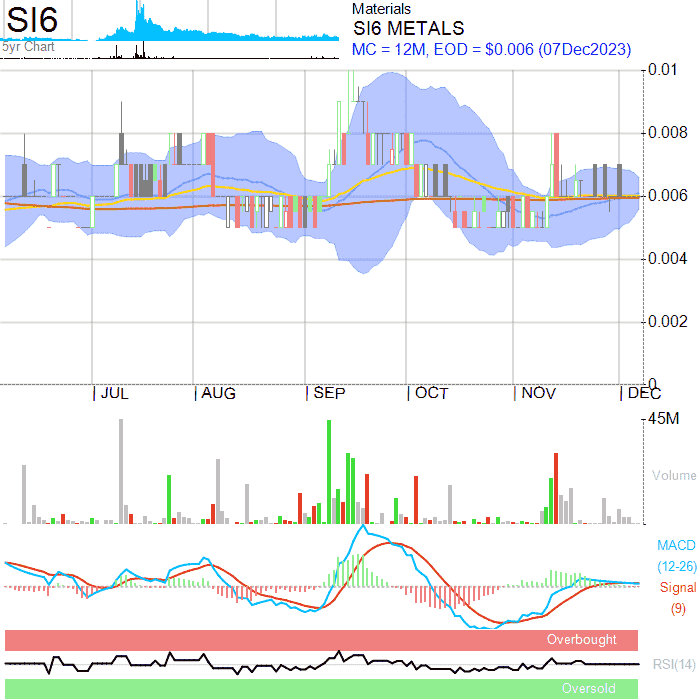 SI6
5yr Chart
Materials
SI6 METALS
MC = 12M, EOD = $0.006 (07Dec2023)
0.01
0.008
0.006
0.004
0.002
0
JUL AUG SEP OCT NOV DEC
45M
Volume
MACD
(12-26)
Signal
(9)
Overbought
RSI(14)
Oversold